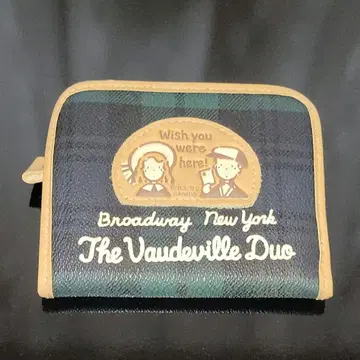 Wish you
were
here!
Broadway New York
The Vaudeville Duo